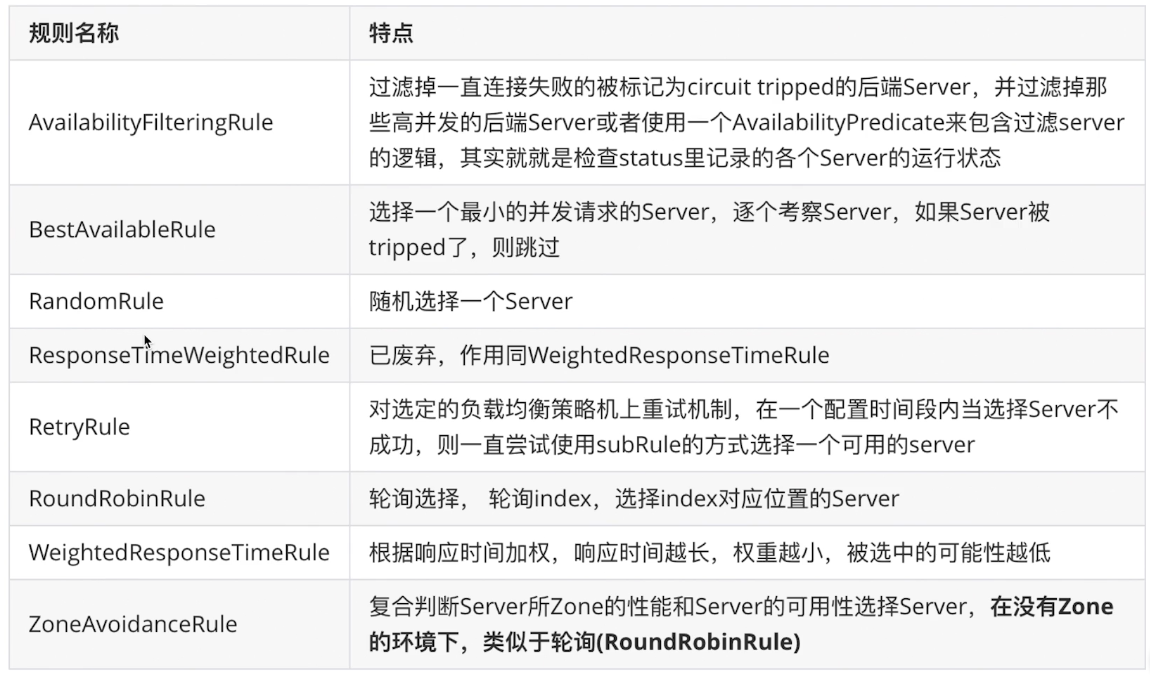 规则名称
特点
AvailabilityFilteringRule
过滤掉一直连接失败的被标记为circuit tripped的后端Server，并过滤掉那
些高并发的后端Server或者使用一个AvailabilityPredicate来包含过滤server
的逻辑，其实就就是检查status里记录的各个Server的运行状态
BestAvailableRule
选择一个最小的并发请求的Server，逐个考察Server，如果Server被
tripped了，则跳过
RandomRule
随机选择一个Server
ResponseTimeWeightedRule
已废弃，作用同WeightedResponseTimeRule
RetryRule
对选定的负载均衡策略机上重试机制，在一个配置时间段内当选择Server不
成功，则一直尝试使用subRule的方式选择一个可用的server
RoundRobinRule
轮询选择， 轮询index，选择index对应位置的Server
WeightedResponseTimeRule
根据响应时间加权，响应时间越长，权重越小，被选中的可能性越低
ZoneAvoidanceRule
复合判断Server所Zone的性能和Server的可用性选择Server，在没有Zone
的环境下，类似于轮询(RoundRobinRule)